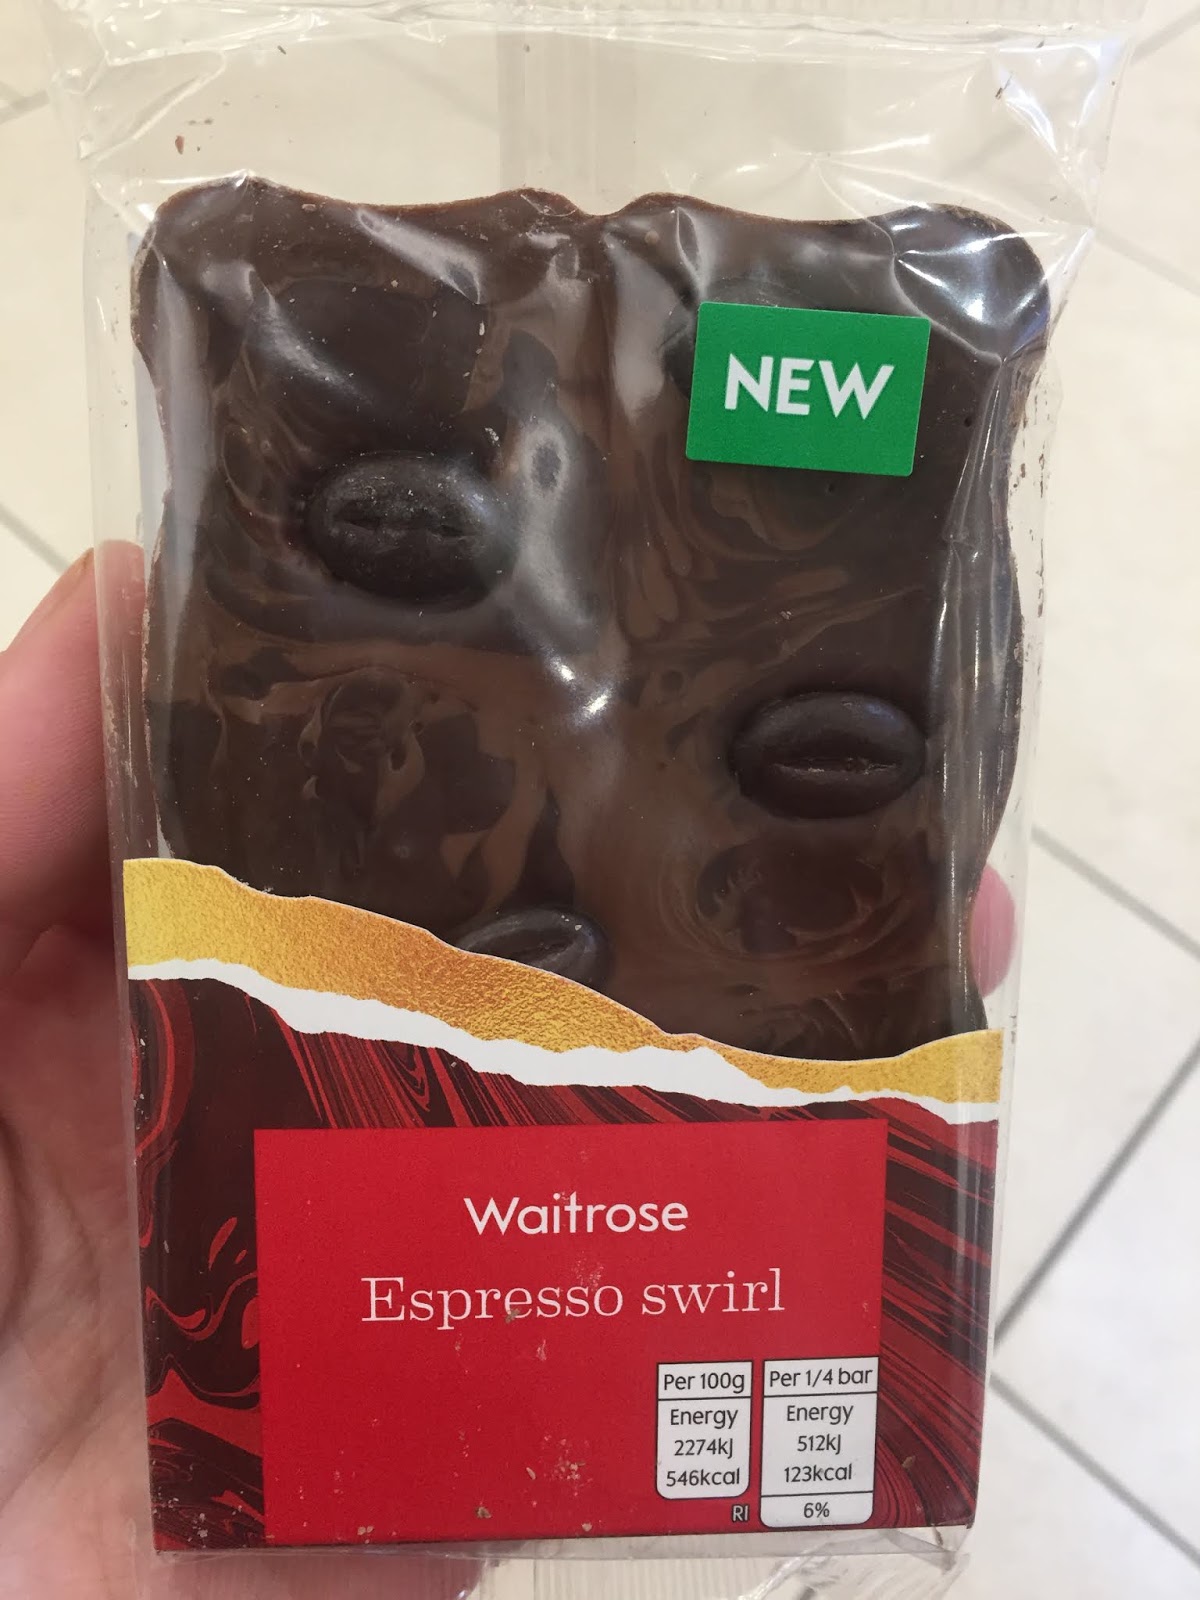 NEW
Waitrose
Espresso swirl
Per 100g
Energy
2274kJ
546kcal
Per 1/4 bar
Energy
512kJ
123kcal
RI 6%